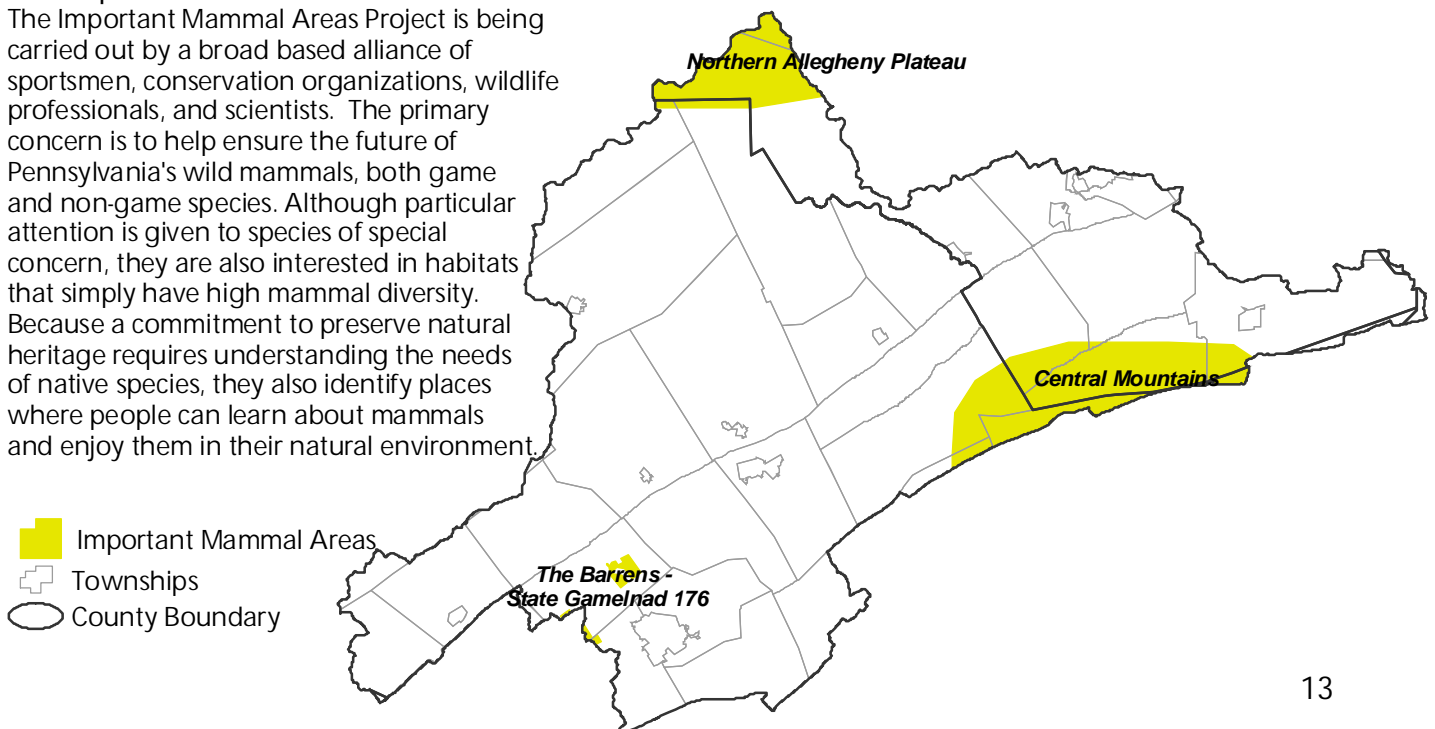 The Important Mammal Areas Project is being
carried out by a broad based alliance of
sportsmen, conservation organizations, wildlife
professionals, and scientists. The primary
concern is to help ensure the future of
Pennsylvania's wild mammals, both game
and non-game species. Although particular
attention is given to species of special
concern, they are also interested in habitats
that simply have high mammal diversity.
Because a commitment to preserve natural
heritage requires understanding the needs
of native species, they also identify places
where people can learn about mammals
and enjoy them in their natural environment.
Northern Allegheny Plateau
Central Mountains
The Barrens -
State Gamelnad 176
Important Mammal Areas
Townships
County Boundary
13